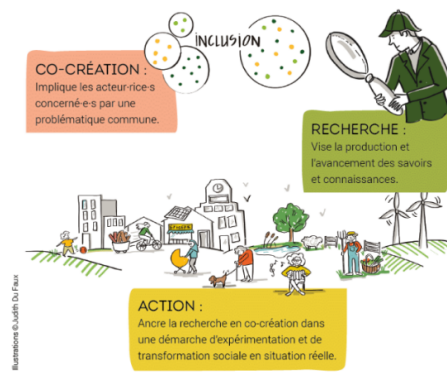 INCLUSION
CO-CRÉATION :
Implique les acteur·rice·s
concerné·e·s par une
problématique commune.
RECHERCHE :
Vise la production et
l'avancement des savoirs
et connaissances.
ACTION :
Ancre la recherche en co-création dans
une démarche d'expérimentation et de
transformation sociale en situation réelle.
Illustrations © Judith Du Faux